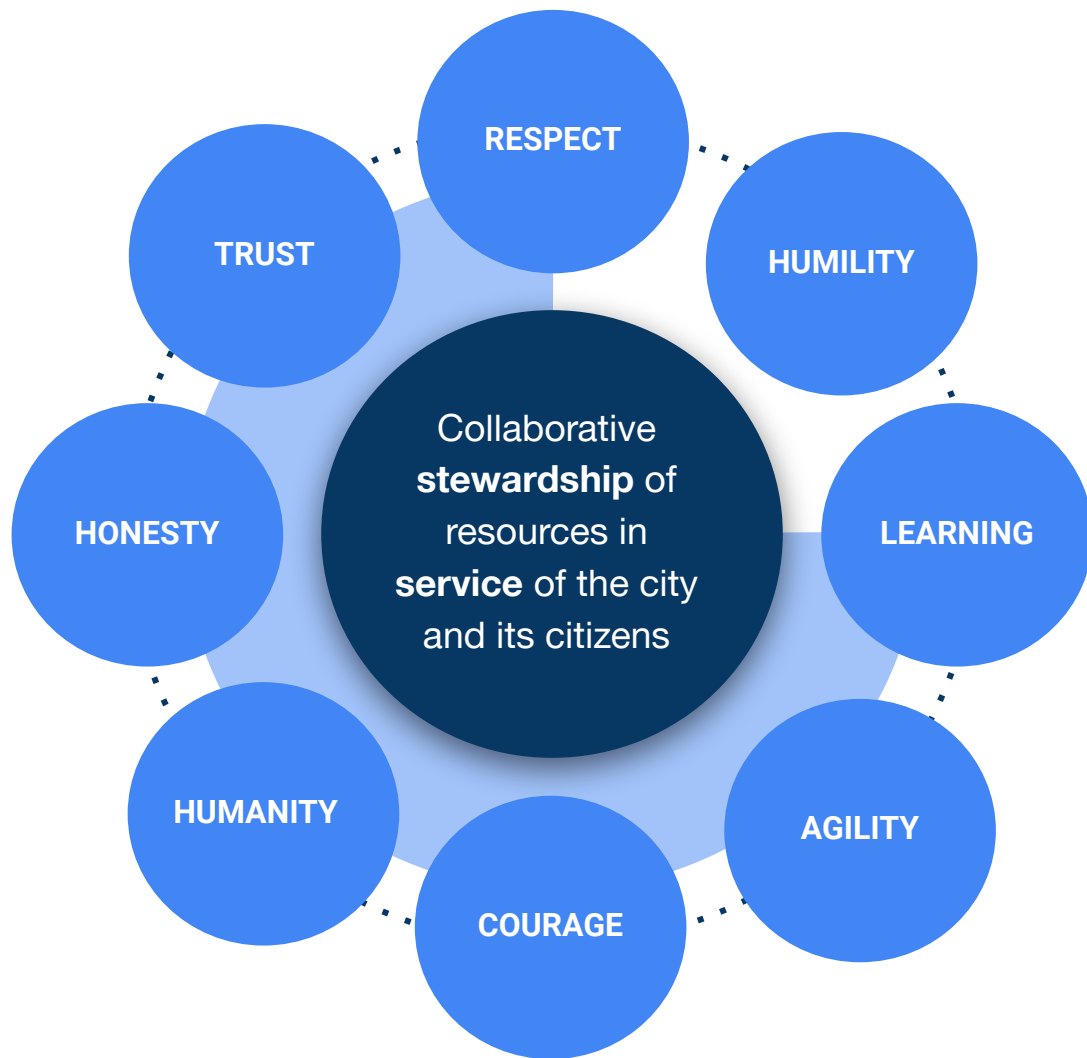 RESPECT
HUMILITY
LEARNING
AGILITY
COURAGE
HUMANITY
HONESTY
TRUST
Collaborative
stewardship of
resources in
service of the city
and its citizens